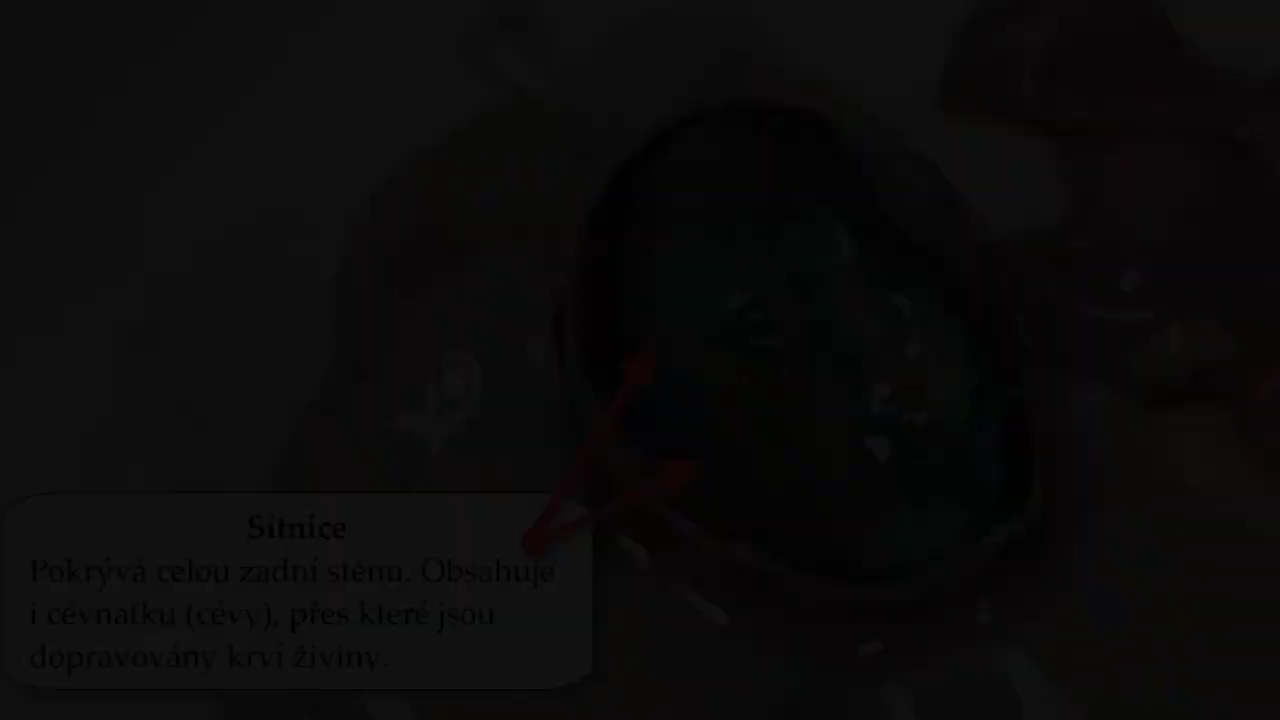 Sítnice
Pokrývá celou zadní stěnu. Obsahuje
i cévnatku (cévy), přes které jsou
dopravovány krví živiny.